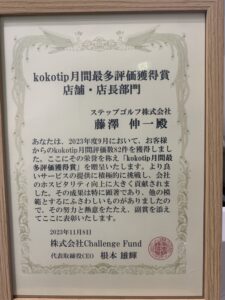 kokotip月間最多評価獲得賞
店舗・店長部門
ステップゴルフ株式会社
藤澤 伸一殿
あなたは、2023年度9月において、お客様
からのkokotip月間評価数82件を獲得しまし
た。ここにその栄誉を称え「kokotip月間最
多評価獲得賞」を贈呈いたします。より良
いサービスの提供に積極的に挑戦し、会社
のホスピタリティ向上に大きく貢献されま
した。その成果は特に顕著であり、他の模
範とするにふさわしいものがありましたの
で、その努力と熱意をたたえ、副賞を添え
てここに表彰いたします。
2023年11月8日
株式会社Challenge Fund
代表取締役CEO 根本 雄輝